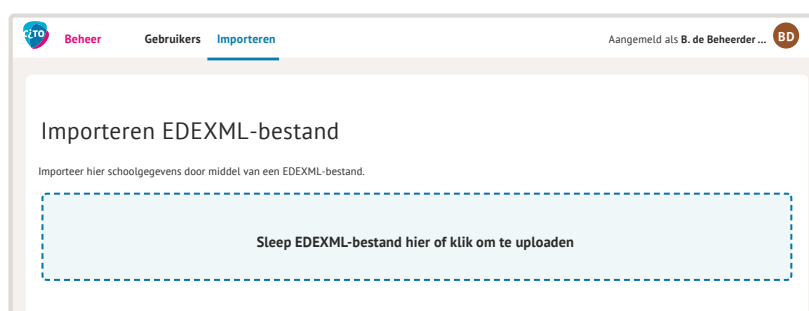 cito
Beheer Gebruikers Importeren Aangemeld als B. de Beheerder ... BD
Importeren EDEXML-bestand
Importeer hier schoolgegevens door middel van een EDEXML-bestand.
Sleep EDEXML-bestand hier of klik om te uploaden